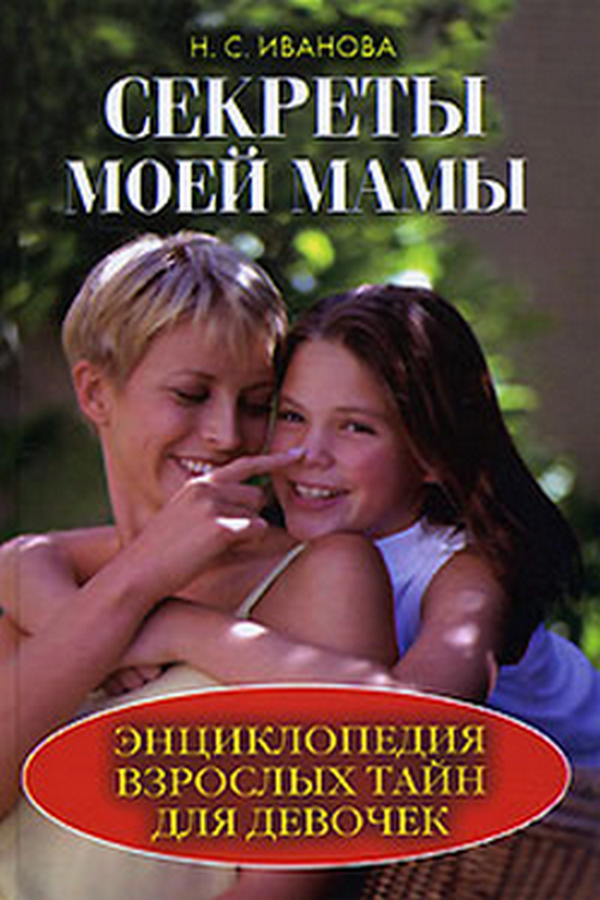 Н. С. ИВАНОВА
СЕКРЕТЫ
МОЕЙ МАМЫ
ЭНЦИКЛОПЕДИЯ
ВЗРОСЛЫХ ТАЙН
ДЛЯ ДЕВОЧЕК